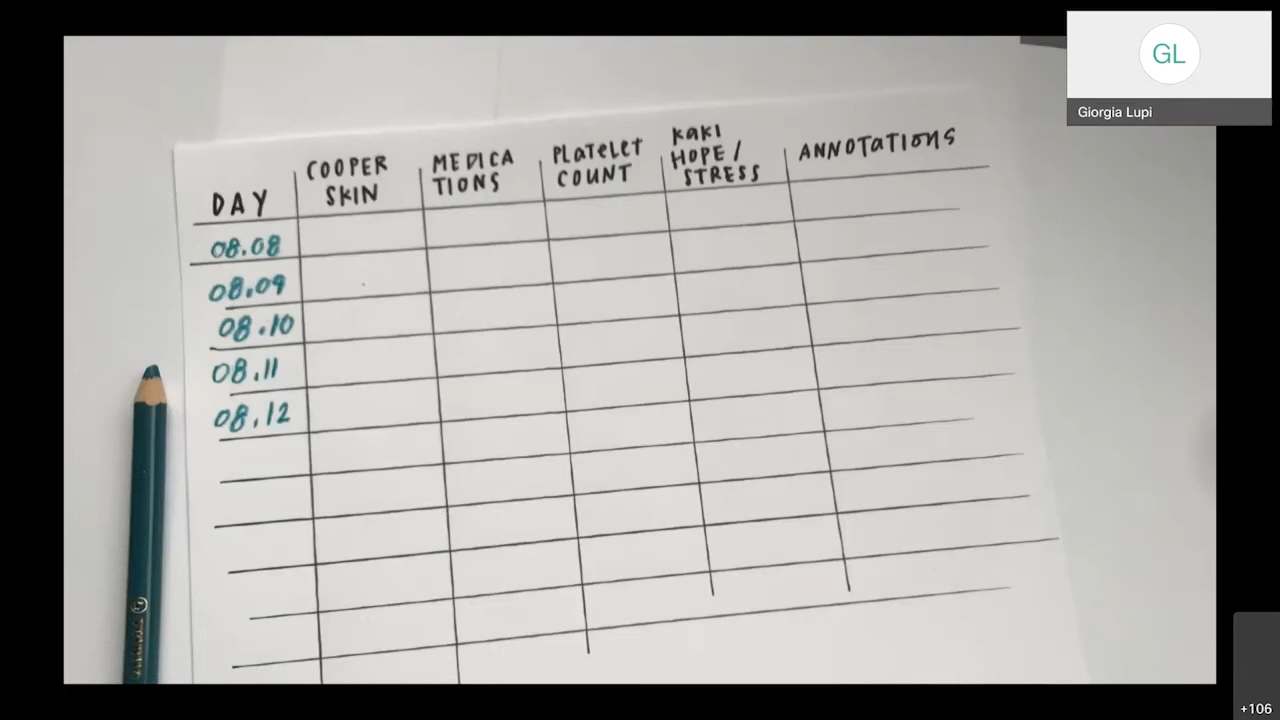 GL
Giorgia Lupi
DAY
COOPER
SKIN
MEDICA
TIONS
PLATELET
COUNT
KAKI
HOPE /
STRESS
ANNOTATIONS
08.08
08.09
08.10
08.11
08.12
+106